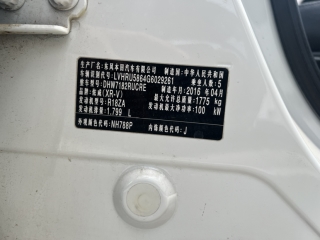 生产厂名：东风本田汽车有限公司 制造国：中华人民共和国
车辆识别代号：LVHRU5864G6029261 乘坐人数：5
整车型号：DHW7182RUCRE 制造年月：2016 年 04月
品牌：炫威(XR-V) 最大允许总质量：1775 kg
发动机型号：R18ZA 发动机最大净功率：100 kW
发动机排量：1.799 L
外观颜色代码：NH788P 内饰颜色代码：J